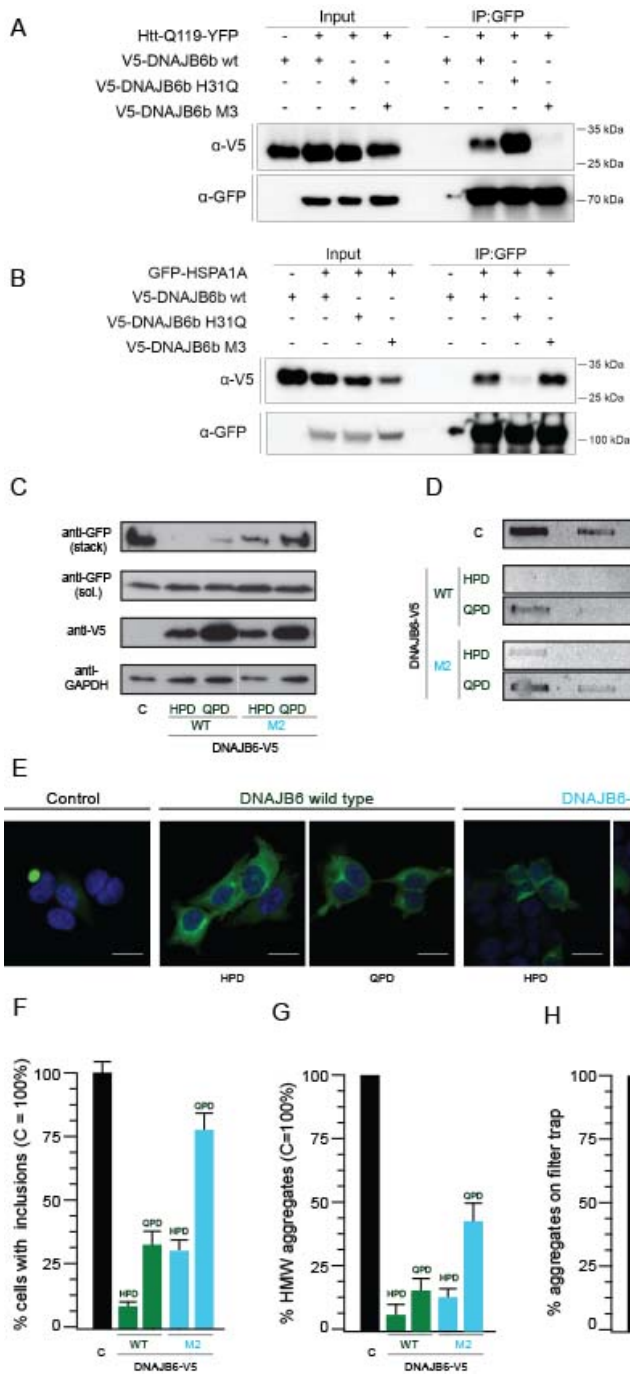 A
Input IP:GFP
Htt-Q119-YFP - + + + - + + +
V5-DNAJB6b wt + + - - + + - -
V5-DNAJB6b H31Q - - + - - - + -
V5-DNAJB6b M3 - - - + - - - +
α-V5
35 kDa
25 kDa
α-GFP
70 kDa
B
Input IP:GFP
GFP-HSPA1A - + + + - + + +
V5-DNAJB6b wt + + - - + + - -
V5-DNAJB6b H31Q - - + - - - + -
V5-DNAJB6b M3 - - - + - - - +
α-V5
35 kDa
25 kDa
α-GFP
100 kDa
C
anti-GFP
(stack)
anti-GFP
(sol.)
anti-V5
anti-
GAPDH
C HPD QPD HPD QPD
WT M2
DNAJB6-V5
D
C
DNAJB6-V5
WT
HPD
QPD
M2
HPD
QPD
E
Control DNAJB6 wild type DNAJB6-
HPD QPD HPD
F
% cells with inclusions (C = 100%)
100
75
50
25
0
HPD QPD HPD QPD
C WT M2
DNAJB6-V5
G
% HMW aggregates (C=100%)
100
75
50
25
0
HPD QPD HPD QPD
C WT M2
DNAJB6-V5
H
% aggregates on filter trap
100
75
50
25
0
C